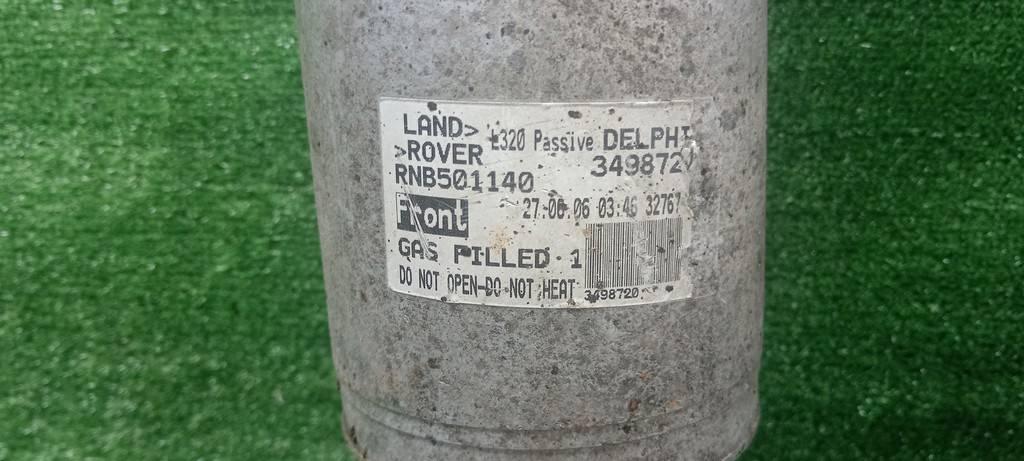 LAND> L320 Passive DELPHI
>ROVER 3498720
RNB501140
Front 27:06.06 03:46 32767
GAS FILLED 1
DO NOT OPEN-DO NOT HEAT 3498720